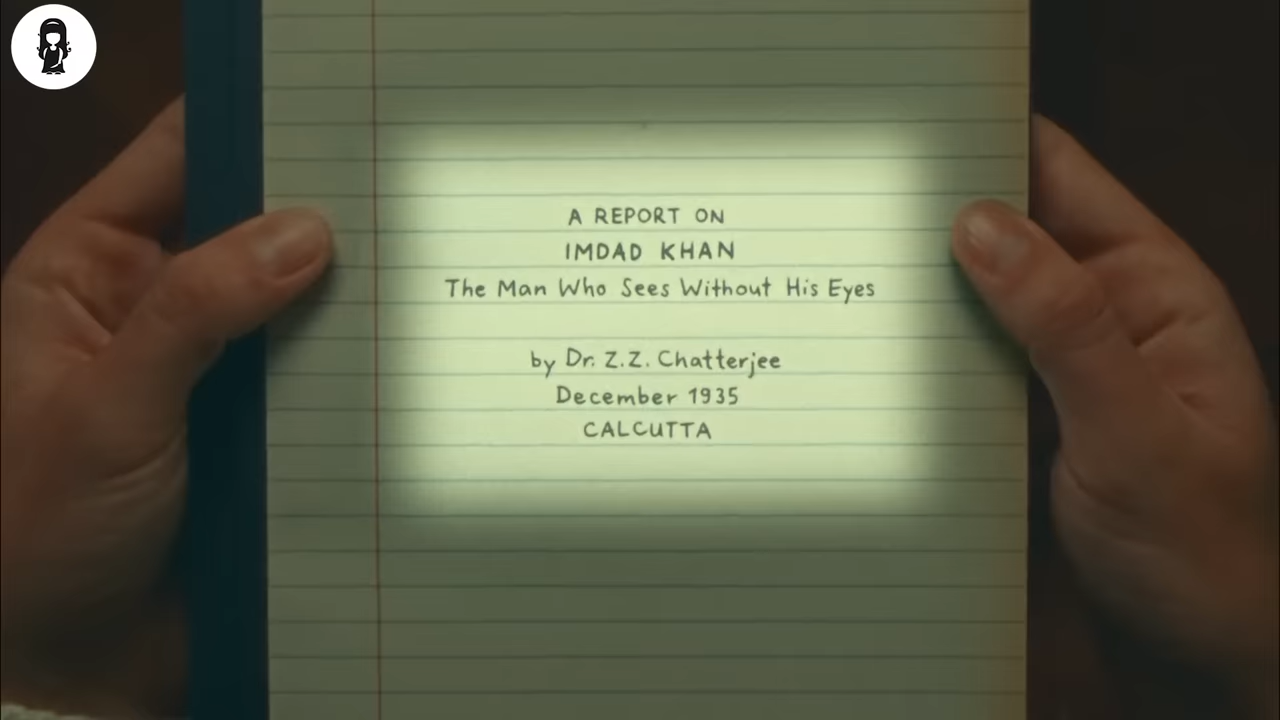 A REPORT ON
IMDAD KHAN
The Man Who Sees Without His Eyes
by Dr. Z.Z. Chatterjee
December 1935
CALCUTTA